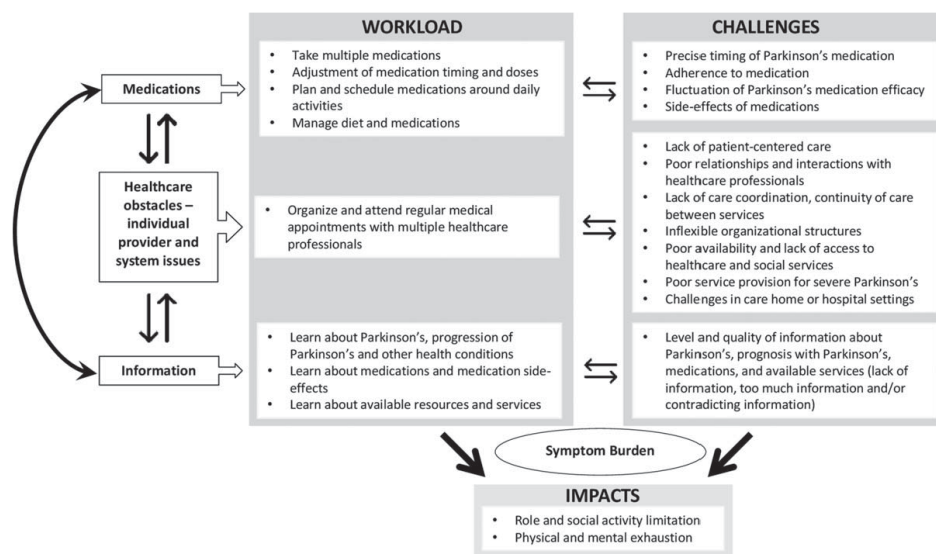 WORKLOAD
CHALLENGES
Medications
• Take multiple medications
• Adjustment of medication timing and doses
• Plan and schedule medications around daily
activities
• Manage diet and medications
• Precise timing of Parkinson's medication
• Adherence to medication
• Fluctuation of Parkinson's medication efficacy
• Side-effects of medications
Healthcare
obstacles –
individual
provider and
system issues
• Organize and attend regular medical
appointments with multiple healthcare
professionals
• Lack of patient-centered care
• Poor relationships and interactions with
healthcare professionals
• Lack of care coordination, continuity of care
between services
• Inflexible organizational structures
• Poor availability and lack of access to
healthcare and social services
• Poor service provision for severe Parkinson's
• Challenges in care home or hospital settings
Information
• Learn about Parkinson's, progression of
Parkinson's and other health conditions
• Learn about medications and medication side-
effects
• Learn about available resources and services
• Level and quality of information about
Parkinson's, prognosis with Parkinson's,
medications, and available services (lack of
information, too much information and/or
contradicting information)
Symptom Burden
IMPACTS
• Role and social activity limitation
• Physical and mental exhaustion